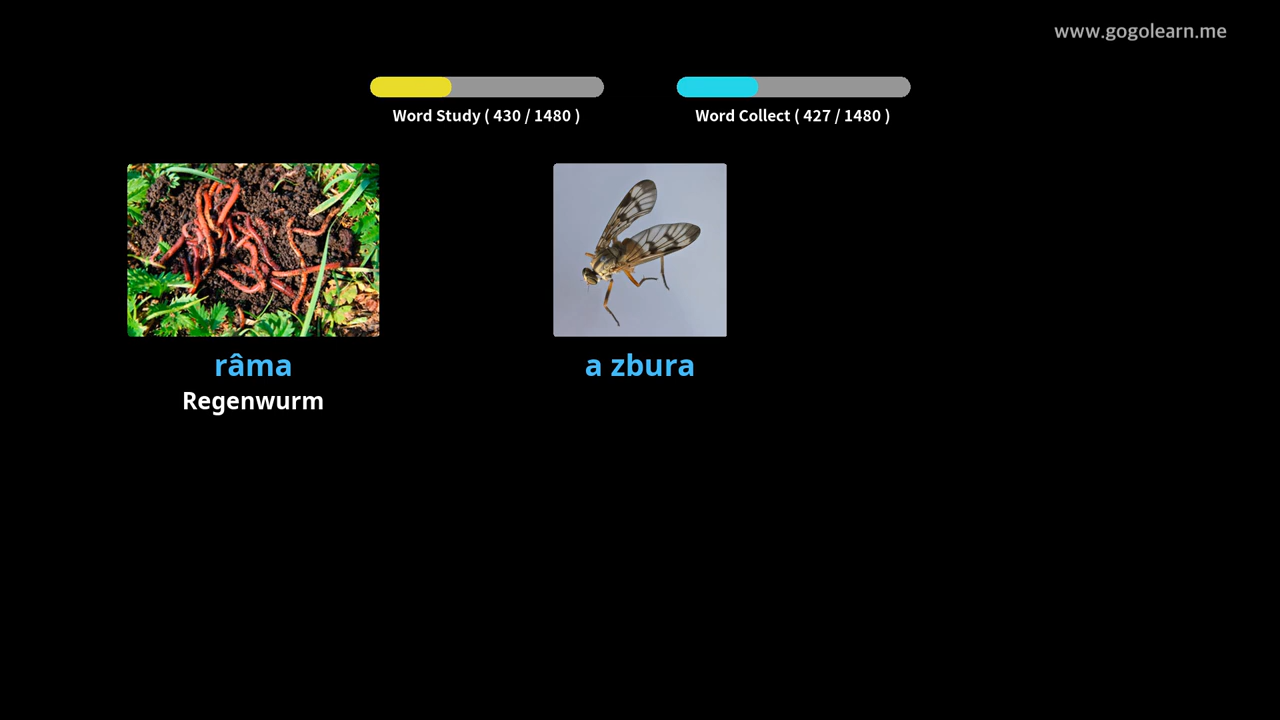 www.gogolearn.me
Word Study ( 430 / 1480 )
Word Collect ( 427 / 1480 )
râma
a zbura
Regenwurm